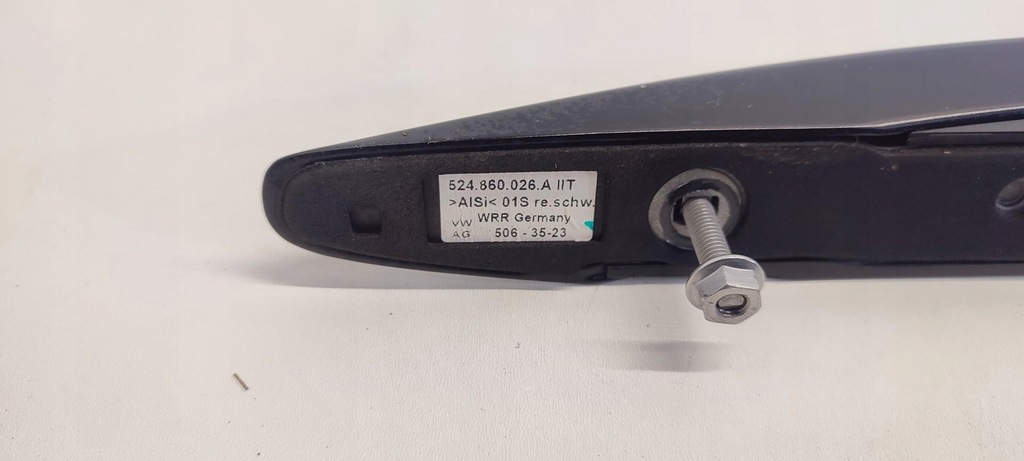 524.860.026.A IIT
>AlSi< 01S re.schw.
VW WRR Germany
AG 506 - 35-23